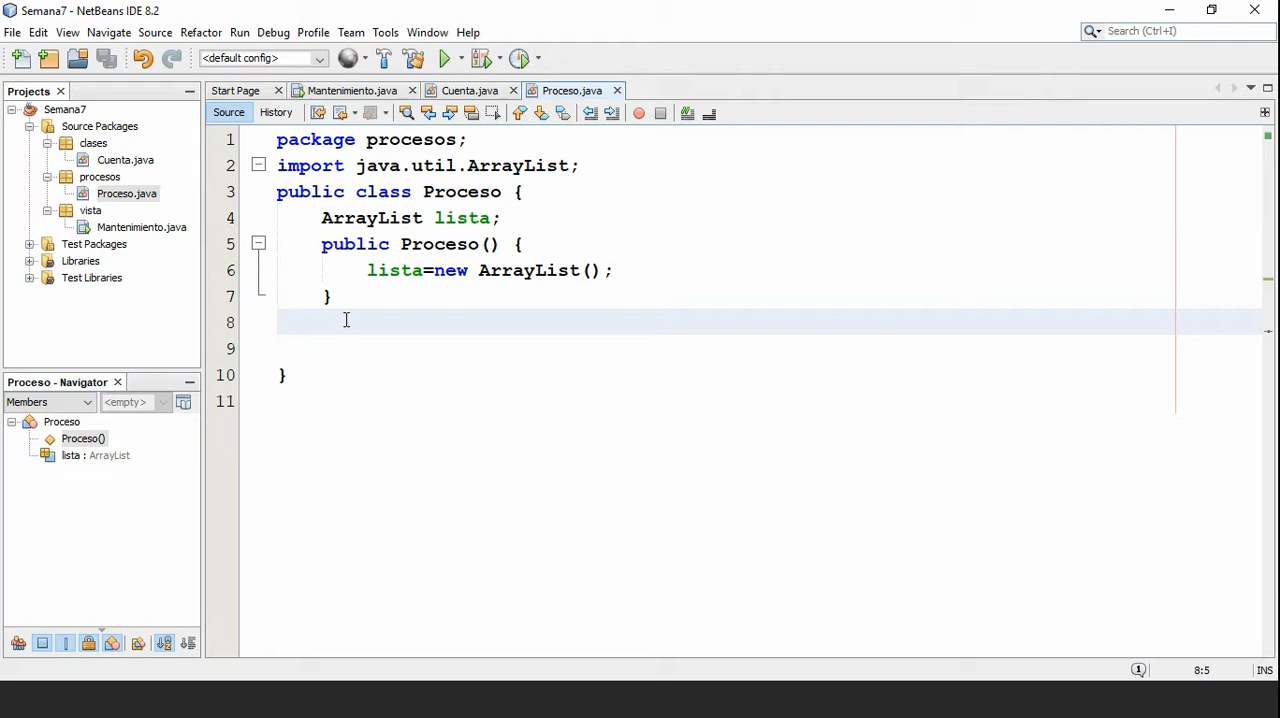 Semana7 - NetBeans IDE 8.2
File Edit View Navigate Source Refactor Run Debug Profile Team Tools Window Help
Search (Ctrl+I)
<default config>
Projects
Start Page
Mantenimiento.java
Cuenta.java
Proceso.java
Semana7
Source Packages
clases
Cuenta.java
procesos
Proceso.java
vista
Mantenimiento.java
Test Packages
Libraries
Test Libraries
Source History
1 package procesos;
2 import java.util.ArrayList;
3 public class Proceso {
4 ArrayList lista;
5 public Proceso() {
6 lista=new ArrayList();
7 }
8
9
10 }
11
Proceso - Navigator
Members
<empty>
Proceso
Proceso()
lista : ArrayList
1
8:5
INS